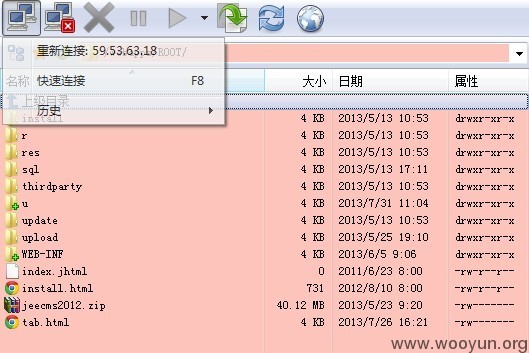 重新连接: 59.53.63.18
ROOT/
快速连接 F8
名称 大小 日期 属性
上级目录
历史
install 4 KB 2013/5/13 10:53 drwxr-xr-x
r 4 KB 2013/5/13 10:53 drwxr-xr-x
res 4 KB 2013/5/13 10:53 drwxr-xr-x
sql 4 KB 2013/5/13 17:11 drwxr-xr-x
thirdparty 4 KB 2013/5/13 10:53 drwxr-xr-x
u 4 KB 2013/7/31 11:04 drwxr-xr-x
update 4 KB 2013/5/13 10:53 drwxr-xr-x
upload 4 KB 2013/5/25 19:10 drwxr-xr-x
WEB-INF 4 KB 2013/6/5 9:06 drwxr-xr-x
index.jhtml 0 2011/6/23 8:00 -rw-r--r--
install.html 731 2012/8/10 8:00 -rw-r--r--
jeecms2012.zip 40.12 MB 2013/5/23 9:20 -rw-------
tab.html 4 KB 2013/7/26 16:21 -rw-------
www.wooyun.org